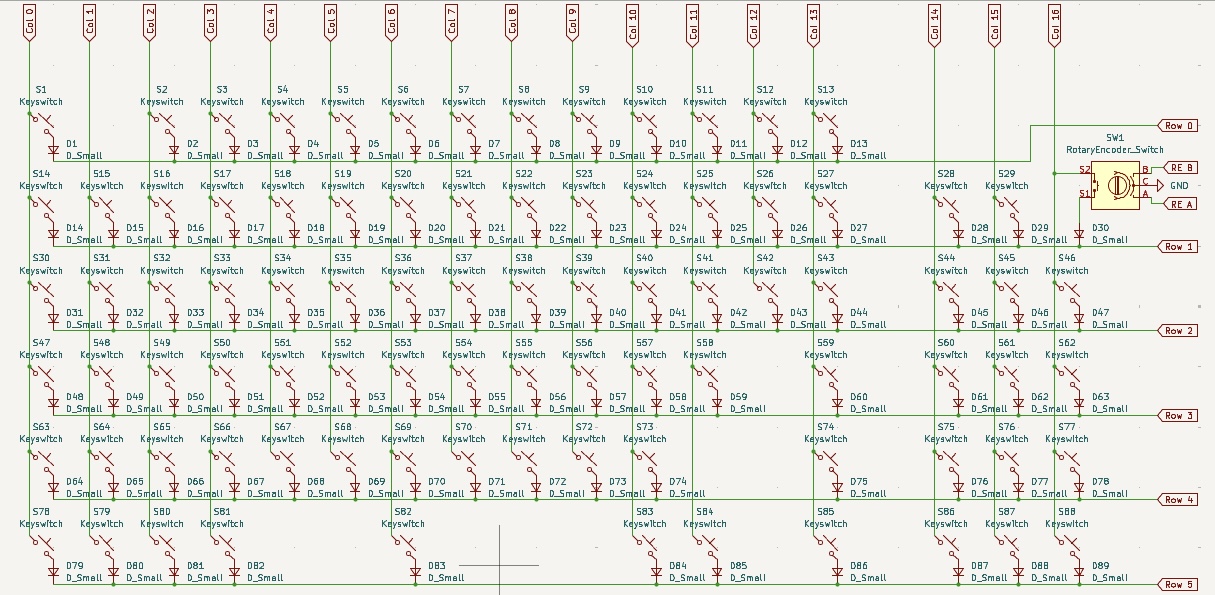 Col 0 Col 1 Col 2 Col 3 Col 4 Col 5 Col 6 Col 7 Col 8 Col 9 Col 10 Col 11 Col 12 Col 13 Col 14 Col 15 Col 16
S1 S2 S3 S4 S5 S6 S7 S8 S9 S10 S11 S12 S13
Keyswitch Keyswitch Keyswitch Keyswitch Keyswitch Keyswitch Keyswitch Keyswitch Keyswitch Keyswitch Keyswitch Keyswitch Keyswitch
Row 0
SW1
RotaryEncoder_Switch
D1 D2 D3 D4 D5 D6 D7 D8 D9 D10 D11 D12 D13
D_Small D_Small D_Small D_Small D_Small D_Small D_Small D_Small D_Small D_Small D_Small D_Small D_Small
S2 B RE B
C GND
S1 A RE A
S14 S15 S16 S17 S18 S19 S20 S21 S22 S23 S24 S25 S26 S27 S28 S29
Keyswitch Keyswitch Keyswitch Keyswitch Keyswitch Keyswitch Keyswitch Keyswitch Keyswitch Keyswitch Keyswitch Keyswitch Keyswitch Keyswitch Keyswitch Keyswitch
D14 D15 D16 D17 D18 D19 D20 D21 D22 D23 D24 D25 D26 D27 D28 D29 D30
D_Small D_Small D_Small D_Small D_Small D_Small D_Small D_Small D_Small D_Small D_Small D_Small D_Small D_Small D_Small D_Small D_Small
Row 1
S30 S31 S32 S33 S34 S35 S36 S37 S38 S39 S40 S41 S42 S43 S44 S45 S46
Keyswitch Keyswitch Keyswitch Keyswitch Keyswitch Keyswitch Keyswitch Keyswitch Keyswitch Keyswitch Keyswitch Keyswitch Keyswitch Keyswitch Keyswitch Keyswitch Keyswitch
D31 D32 D33 D34 D35 D36 D37 D38 D39 D40 D41 D42 D43 D44 D45 D46 D47
D_Small D_Small D_Small D_Small D_Small D_Small D_Small D_Small D_Small D_Small D_Small D_Small D_Small D_Small D_Small D_Small D_Small
Row 2
S47 S48 S49 S50 S51 S52 S53 S54 S55 S56 S57 S58 S59 S60 S61 S62
Keyswitch Keyswitch Keyswitch Keyswitch Keyswitch Keyswitch Keyswitch Keyswitch Keyswitch Keyswitch Keyswitch Keyswitch Keyswitch Keyswitch Keyswitch Keyswitch
D48 D49 D50 D51 D52 D53 D54 D55 D56 D57 D58 D59 D60 D61 D62 D63
D_Small D_Small D_Small D_Small D_Small D_Small D_Small D_Small D_Small D_Small D_Small D_Small D_Small D_Small D_Small D_Small
Row 3
S63 S64 S65 S66 S67 S68 S69 S70 S71 S72 S73 S74 S75 S76 S77
Keyswitch Keyswitch Keyswitch Keyswitch Keyswitch Keyswitch Keyswitch Keyswitch Keyswitch Keyswitch Keyswitch Keyswitch Keyswitch Keyswitch Keyswitch
D64 D65 D66 D67 D68 D69 D70 D71 D72 D73 D74 D75 D76 D77 D78
D_Small D_Small D_Small D_Small D_Small D_Small D_Small D_Small D_Small D_Small D_Small D_Small D_Small D_Small D_Small
Row 4
S78 S79 S80 S81 S82 S83 S84 S85 S86 S87 S88
Keyswitch Keyswitch Keyswitch Keyswitch Keyswitch Keyswitch Keyswitch Keyswitch Keyswitch Keyswitch Keyswitch
D79 D80 D81 D82 D83 D84 D85 D86 D87 D88 D89
D_Small D_Small D_Small D_Small D_Small D_Small D_Small D_Small D_Small D_Small D_Small
Row 5